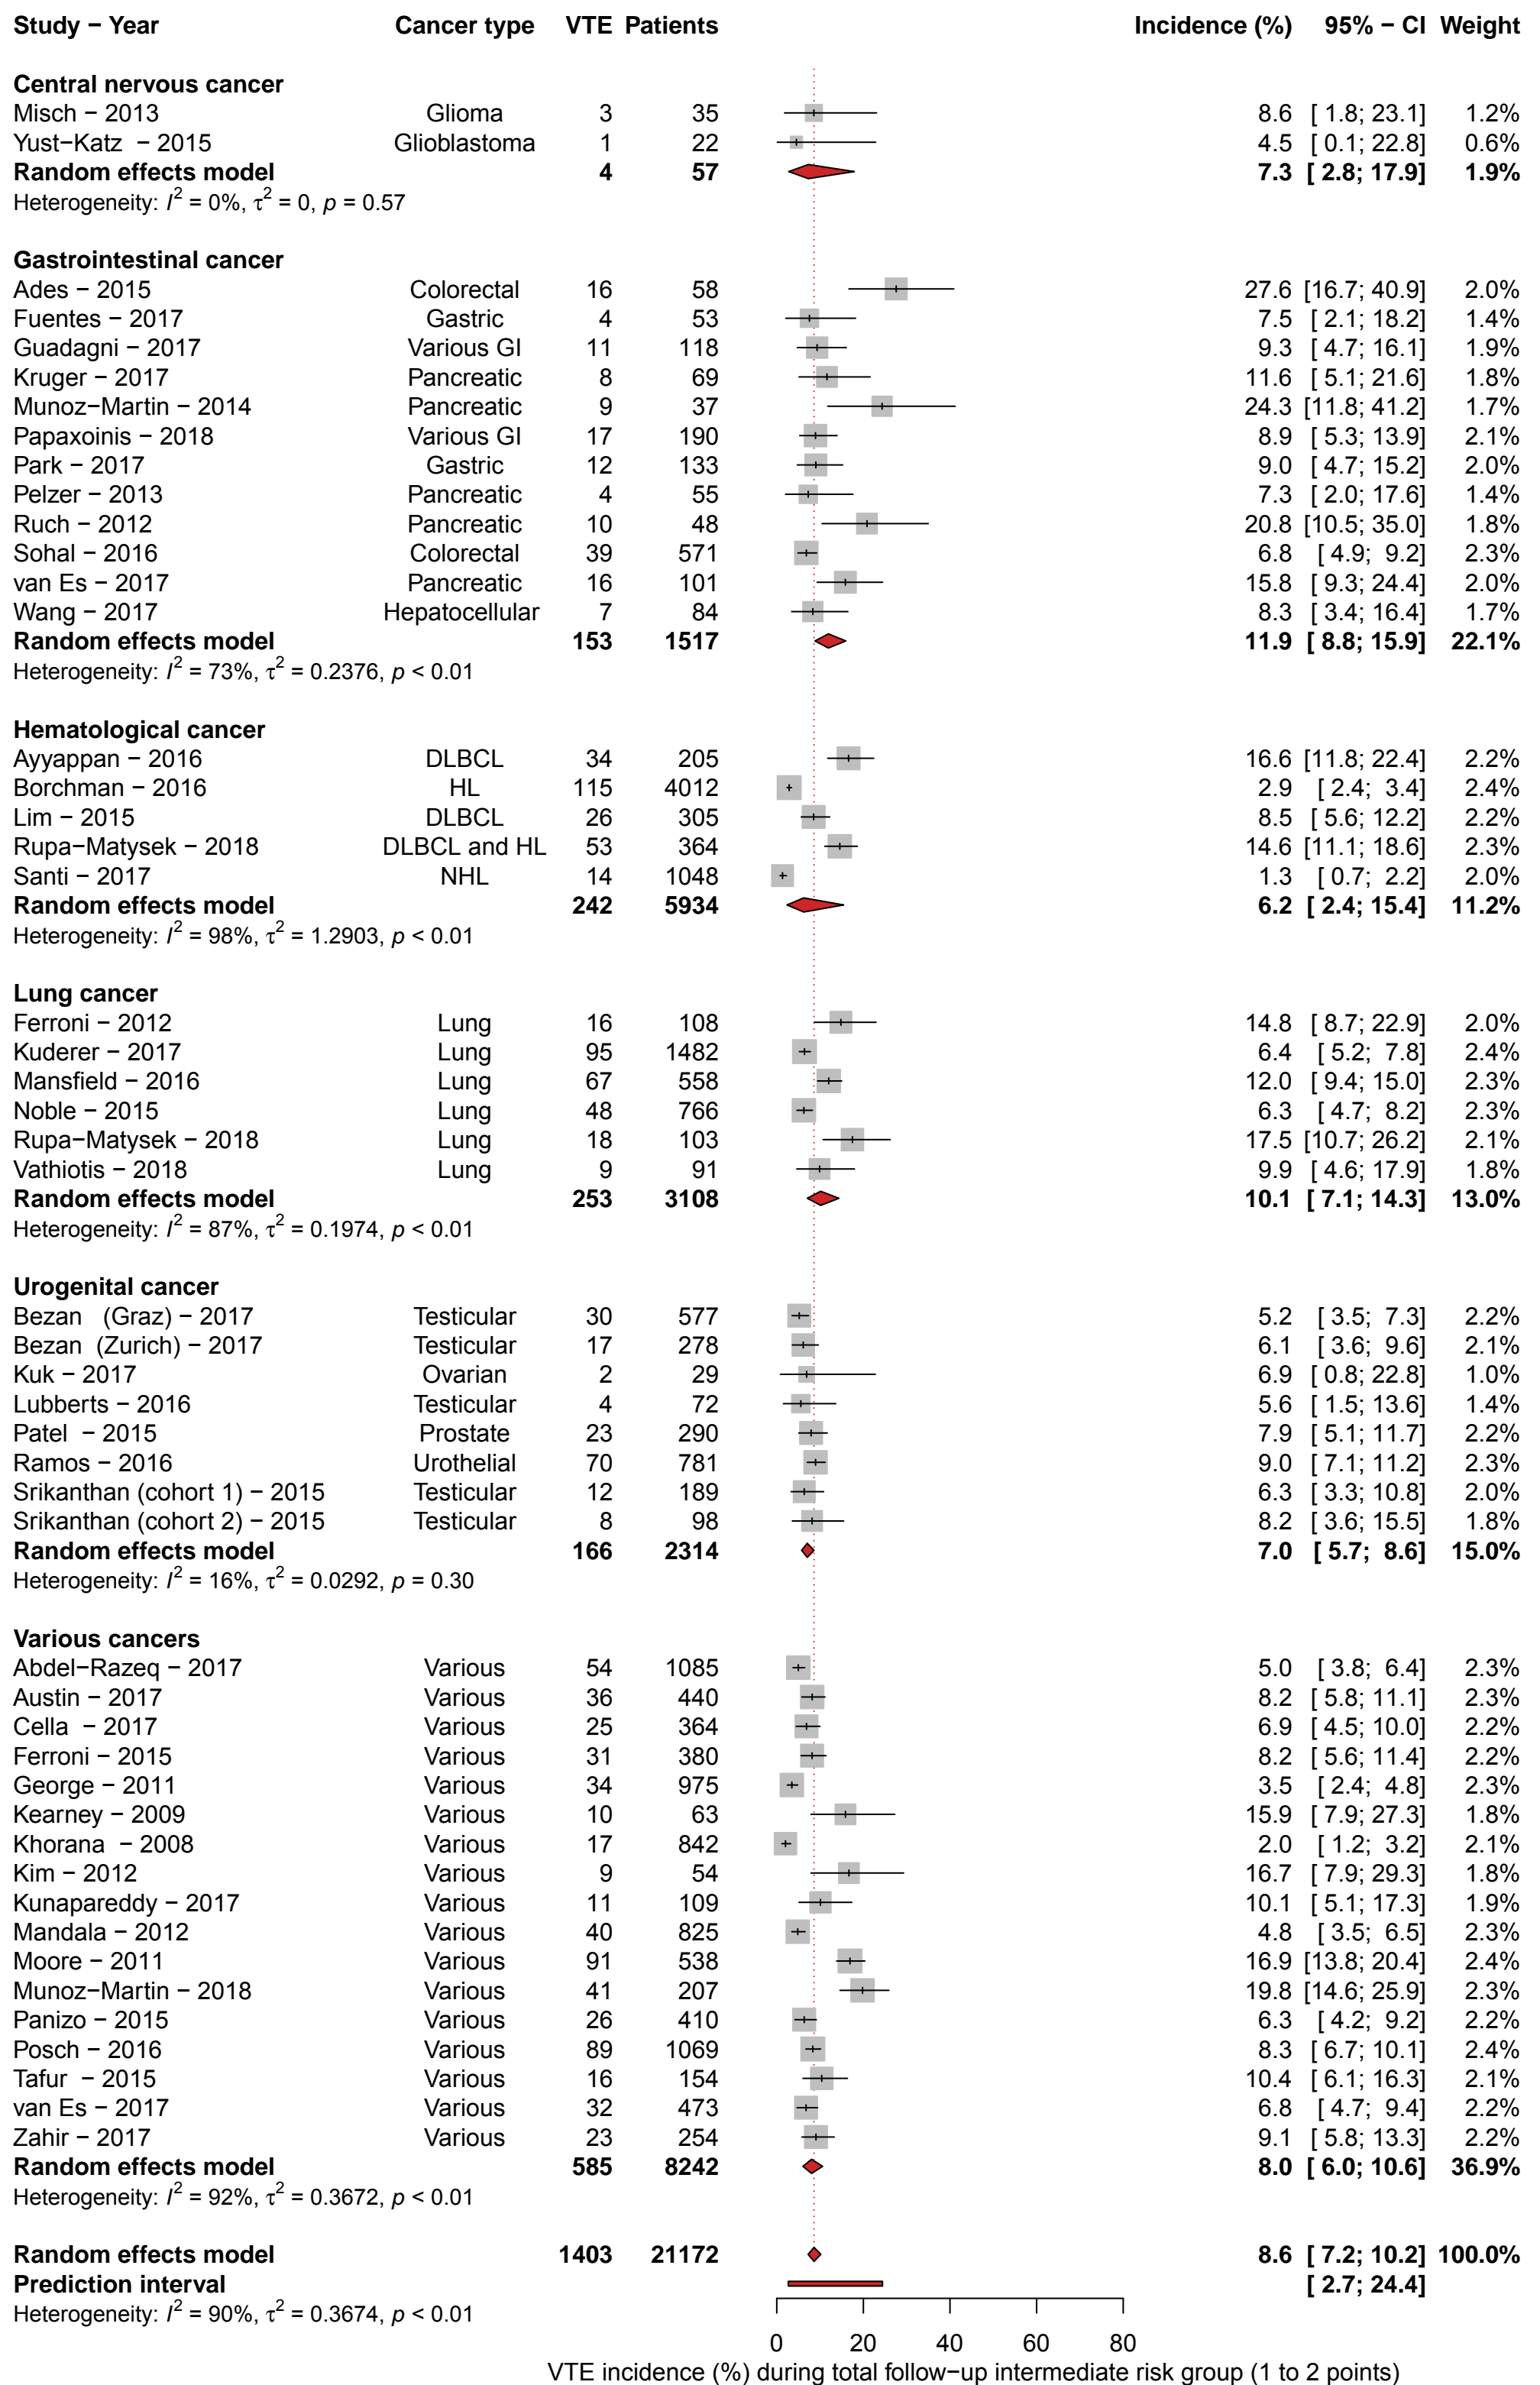 Study − Year Cancer type VTE Patients Incidence (%) 95% − CI Weight
Central nervous cancer
Misch − 2013 Glioma 3 35 8.6 [ 1.8; 23.1] 1.2%
Yust−Katz − 2015 Glioblastoma 1 22 4.5 [ 0.1; 22.8] 0.6%
Random effects model 4 57 7.3 [ 2.8; 17.9] 1.9%
Heterogeneity: I² = 0%, τ² = 0, p = 0.57
Gastrointestinal cancer
Ades − 2015 Colorectal 16 58 27.6 [16.7; 40.9] 2.0%
Fuentes − 2017 Gastric 4 53 7.5 [ 2.1; 18.2] 1.4%
Guadagni − 2017 Various GI 11 118 9.3 [ 4.7; 16.1] 1.9%
Kruger − 2017 Pancreatic 8 69 11.6 [ 5.1; 21.6] 1.8%
Munoz−Martin − 2014 Pancreatic 9 37 24.3 [11.8; 41.2] 1.7%
Papaxoinis − 2018 Various GI 17 190 8.9 [ 5.3; 13.9] 2.1%
Park − 2017 Gastric 12 133 9.0 [ 4.7; 15.2] 2.0%
Pelzer − 2013 Pancreatic 4 55 7.3 [ 2.0; 17.6] 1.4%
Ruch − 2012 Pancreatic 10 48 20.8 [10.5; 35.0] 1.8%
Sohal − 2016 Colorectal 39 571 6.8 [ 4.9; 9.2] 2.3%
van Es − 2017 Pancreatic 16 101 15.8 [ 9.3; 24.4] 2.0%
Wang − 2017 Hepatocellular 7 84 8.3 [ 3.4; 16.4] 1.7%
Random effects model 153 1517 11.9 [ 8.8; 15.9] 22.1%
Heterogeneity: I² = 73%, τ² = 0.2376, p < 0.01
Hematological cancer
Ayyappan − 2016 DLBCL 34 205 16.6 [11.8; 22.4] 2.2%
Borchman − 2016 HL 115 4012 2.9 [ 2.4; 3.4] 2.4%
Lim − 2015 DLBCL 26 305 8.5 [ 5.6; 12.2] 2.2%
Rupa−Matysek − 2018 DLBCL and HL 53 364 14.6 [11.1; 18.6] 2.3%
Santi − 2017 NHL 14 1048 1.3 [ 0.7; 2.2] 2.0%
Random effects model 242 5934 6.2 [ 2.4; 15.4] 11.2%
Heterogeneity: I² = 98%, τ² = 1.2903, p < 0.01
Lung cancer
Ferroni − 2012 Lung 16 108 14.8 [ 8.7; 22.9] 2.0%
Kuderer − 2017 Lung 95 1482 6.4 [ 5.2; 7.8] 2.4%
Mansfield − 2016 Lung 67 558 12.0 [ 9.4; 15.0] 2.3%
Noble − 2015 Lung 48 766 6.3 [ 4.7; 8.2] 2.3%
Rupa−Matysek − 2018 Lung 18 103 17.5 [10.7; 26.2] 2.1%
Vathiotis − 2018 Lung 9 91 9.9 [ 4.6; 17.9] 1.8%
Random effects model 253 3108 10.1 [ 7.1; 14.3] 13.0%
Heterogeneity: I² = 87%, τ² = 0.1974, p < 0.01
Urogenital cancer
Bezan (Graz) − 2017 Testicular 30 577 5.2 [ 3.5; 7.3] 2.2%
Bezan (Zurich) − 2017 Testicular 17 278 6.1 [ 3.6; 9.6] 2.1%
Kuk − 2017 Ovarian 2 29 6.9 [ 0.8; 22.8] 1.0%
Lubberts − 2016 Testicular 4 72 5.6 [ 1.5; 13.6] 1.4%
Patel − 2015 Prostate 23 290 7.9 [ 5.1; 11.7] 2.2%
Ramos − 2016 Urothelial 70 781 9.0 [ 7.1; 11.2] 2.3%
Srikanthan (cohort 1) − 2015 Testicular 12 189 6.3 [ 3.3; 10.8] 2.0%
Srikanthan (cohort 2) − 2015 Testicular 8 98 8.2 [ 3.6; 15.5] 1.8%
Random effects model 166 2314 7.0 [ 5.7; 8.6] 15.0%
Heterogeneity: I² = 16%, τ² = 0.0292, p = 0.30
Various cancers
Abdel−Razeq − 2017 Various 54 1085 5.0 [ 3.8; 6.4] 2.3%
Austin − 2017 Various 36 440 8.2 [ 5.8; 11.1] 2.3%
Cella − 2017 Various 25 364 6.9 [ 4.5; 10.0] 2.2%
Ferroni − 2015 Various 31 380 8.2 [ 5.6; 11.4] 2.2%
George − 2011 Various 34 975 3.5 [ 2.4; 4.8] 2.3%
Kearney − 2009 Various 10 63 15.9 [ 7.9; 27.3] 1.8%
Khorana − 2008 Various 17 842 2.0 [ 1.2; 3.2] 2.1%
Kim − 2012 Various 9 54 16.7 [ 7.9; 29.3] 1.8%
Kunapareddy − 2017 Various 11 109 10.1 [ 5.1; 17.3] 1.9%
Mandala − 2012 Various 40 825 4.8 [ 3.5; 6.5] 2.3%
Moore − 2011 Various 91 538 16.9 [13.8; 20.4] 2.4%
Munoz−Martin − 2018 Various 41 207 19.8 [14.6; 25.9] 2.3%
Panizo − 2015 Various 26 410 6.3 [ 4.2; 9.2] 2.2%
Posch − 2016 Various 89 1069 8.3 [ 6.7; 10.1] 2.4%
Tafur − 2015 Various 16 154 10.4 [ 6.1; 16.3] 2.1%
van Es − 2017 Various 32 473 6.8 [ 4.7; 9.4] 2.2%
Zahir − 2017 Various 23 254 9.1 [ 5.8; 13.3] 2.2%
Random effects model 585 8242 8.0 [ 6.0; 10.6] 36.9%
Heterogeneity: I² = 92%, τ² = 0.3672, p < 0.01
Random effects model 1403 21172 8.6 [ 7.2; 10.2] 100.0%
Prediction interval [ 2.7; 24.4]
Heterogeneity: I² = 90%, τ² = 0.3674, p < 0.01
0 20 40 60 80
VTE incidence (%) during total follow−up intermediate risk group (1 to 2 points)